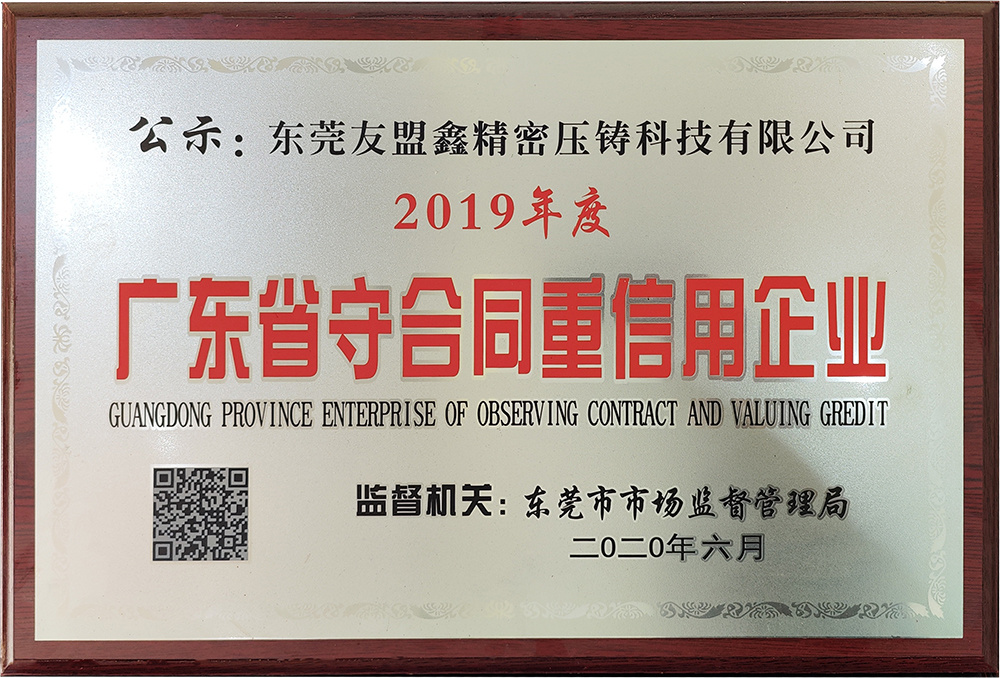 公示：东莞友盟鑫精密压铸科技有限公司
2019年度
广东省守合同重信用企业
GUANGDONG PROVINCE ENTERPRISE OF OBSERVING CONTRACT AND VALUING GREDIT
监督机关：东莞市市场监督管理局
二〇二〇年六月